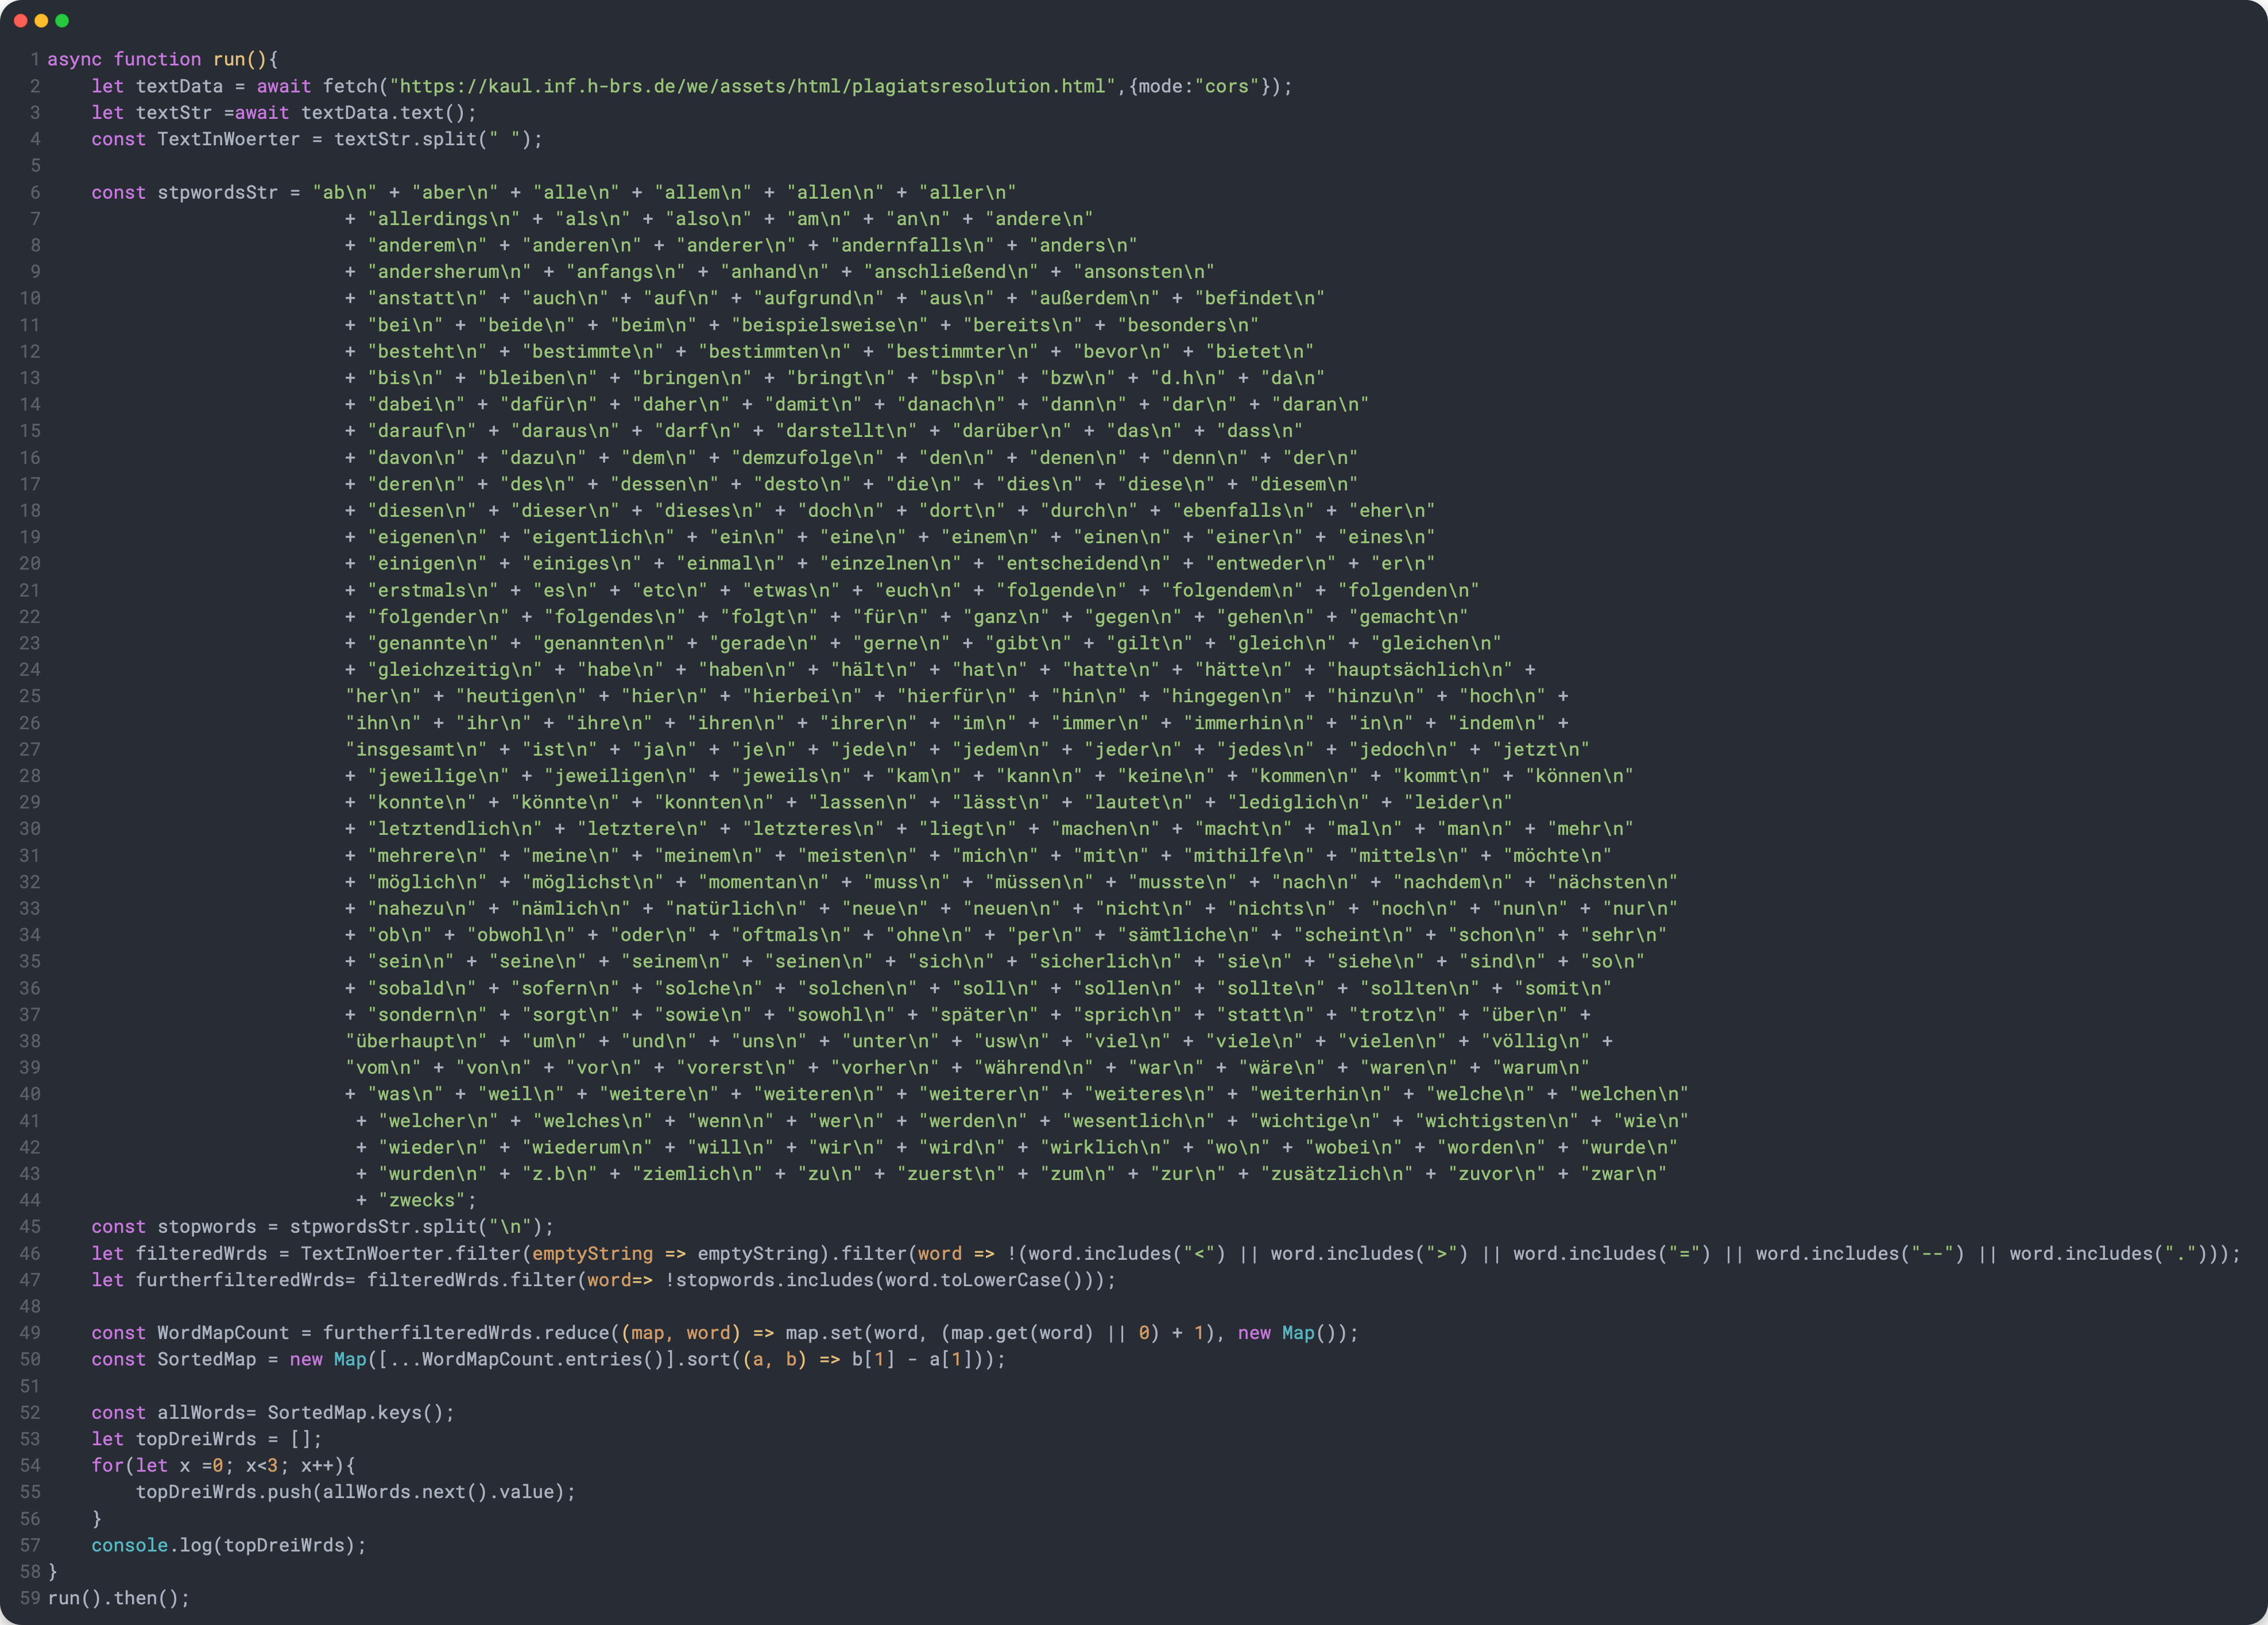 1 async function run(){
2 let textData = await fetch("https://kaul.inf.h-brs.de/we/assets/html/plagiatsresolution.html",{mode:"cors"});
3 let textStr =await textData.text();
4 const TextInWoerter = textStr.split(" ");
5
6 const stpwordsStr = "ab\n" + "aber\n" + "alle\n" + "allem\n" + "allen\n" + "aller\n"
7 + "allerdings\n" + "als\n" + "also\n" + "am\n" + "an\n" + "andere\n"
8 + "anderem\n" + "anderen\n" + "anderer\n" + "andernfalls\n" + "anders\n"
9 + "andersherum\n" + "anfangs\n" + "anhand\n" + "anschließend\n" + "ansonsten\n"
10 + "anstatt\n" + "auch\n" + "auf\n" + "aufgrund\n" + "aus\n" + "außerdem\n" + "befindet\n"
11 + "bei\n" + "beide\n" + "beim\n" + "beispielsweise\n" + "bereits\n" + "besonders\n"
12 + "besteht\n" + "bestimmte\n" + "bestimmten\n" + "bestimmter\n" + "bevor\n" + "bietet\n"
13 + "bis\n" + "bleiben\n" + "bringen\n" + "bringt\n" + "bsp\n" + "bzw\n" + "d.h\n" + "da\n"
14 + "dabei\n" + "dafür\n" + "daher\n" + "damit\n" + "danach\n" + "dann\n" + "dar\n" + "daran\n"
15 + "darauf\n" + "daraus\n" + "darf\n" + "darstellt\n" + "darüber\n" + "das\n" + "dass\n"
16 + "davon\n" + "dazu\n" + "dem\n" + "demzufolge\n" + "den\n" + "denen\n" + "denn\n" + "der\n"
17 + "deren\n" + "des\n" + "dessen\n" + "desto\n" + "die\n" + "dies\n" + "diese\n" + "diesem\n"
18 + "diesen\n" + "dieser\n" + "dieses\n" + "doch\n" + "dort\n" + "durch\n" + "ebenfalls\n" + "eher\n"
19 + "eigenen\n" + "eigentlich\n" + "ein\n" + "eine\n" + "einem\n" + "einen\n" + "einer\n" + "eines\n"
20 + "einigen\n" + "einiges\n" + "einmal\n" + "einzelnen\n" + "entscheidend\n" + "entweder\n" + "er\n"
21 + "erstmals\n" + "es\n" + "etc\n" + "etwas\n" + "euch\n" + "folgende\n" + "folgendem\n" + "folgenden\n"
22 + "folgender\n" + "folgendes\n" + "folgt\n" + "für\n" + "ganz\n" + "gegen\n" + "gehen\n" + "gemacht\n"
23 + "genannte\n" + "genannten\n" + "gerade\n" + "gerne\n" + "gibt\n" + "gilt\n" + "gleich\n" + "gleichen\n"
24 + "gleichzeitig\n" + "habe\n" + "haben\n" + "hält\n" + "hat\n" + "hatte\n" + "hätte\n" + "hauptsächlich\n" +
25 "her\n" + "heutigen\n" + "hier\n" + "hierbei\n" + "hierfür\n" + "hin\n" + "hingegen\n" + "hinzu\n" + "hoch\n" +
26 "ihn\n" + "ihr\n" + "ihre\n" + "ihren\n" + "ihrer\n" + "im\n" + "immer\n" + "immerhin\n" + "in\n" + "indem\n" +
27 "insgesamt\n" + "ist\n" + "ja\n" + "je\n" + "jede\n" + "jedem\n" + "jeder\n" + "jedes\n" + "jedoch\n" + "jetzt\n"
28 + "jeweilige\n" + "jeweiligen\n" + "jeweils\n" + "kam\n" + "kann\n" + "keine\n" + "kommen\n" + "kommt\n" + "können\n"
29 + "konnte\n" + "könnte\n" + "konnten\n" + "lassen\n" + "lässt\n" + "lautet\n" + "lediglich\n" + "leider\n"
30 + "letztendlich\n" + "letztere\n" + "letzteres\n" + "liegt\n" + "machen\n" + "macht\n" + "mal\n" + "man\n" + "mehr\n"
31 + "mehrere\n" + "meine\n" + "meinem\n" + "meisten\n" + "mich\n" + "mit\n" + "mithilfe\n" + "mittels\n" + "möchte\n"
32 + "möglich\n" + "möglichst\n" + "momentan\n" + "muss\n" + "müssen\n" + "musste\n" + "nach\n" + "nachdem\n" + "nächsten\n"
33 + "nahezu\n" + "nämlich\n" + "natürlich\n" + "neue\n" + "neuen\n" + "nicht\n" + "nichts\n" + "noch\n" + "nun\n" + "nur\n"
34 + "ob\n" + "obwohl\n" + "oder\n" + "oftmals\n" + "ohne\n" + "per\n" + "sämtliche\n" + "scheint\n" + "schon\n" + "sehr\n"
35 + "sein\n" + "seine\n" + "seinem\n" + "seinen\n" + "sich\n" + "sicherlich\n" + "sie\n" + "siehe\n" + "sind\n" + "so\n"
36 + "sobald\n" + "sofern\n" + "solche\n" + "solchen\n" + "soll\n" + "sollen\n" + "sollte\n" + "sollten\n" + "somit\n"
37 + "sondern\n" + "sorgt\n" + "sowie\n" + "sowohl\n" + "später\n" + "sprich\n" + "statt\n" + "trotz\n" + "über\n" +
38 "überhaupt\n" + "um\n" + "und\n" + "uns\n" + "unter\n" + "usw\n" + "viel\n" + "viele\n" + "vielen\n" + "völlig\n" +
39 "vom\n" + "von\n" + "vor\n" + "vorerst\n" + "vorher\n" + "während\n" + "war\n" + "wäre\n" + "waren\n" + "warum\n"
40 + "was\n" + "weil\n" + "weitere\n" + "weiteren\n" + "weiterer\n" + "weiteres\n" + "weiterhin\n" + "welche\n" + "welchen\n"
41 + "welcher\n" + "welches\n" + "wenn\n" + "wer\n" + "werden\n" + "wesentlich\n" + "wichtige\n" + "wichtigsten\n" + "wie\n"
42 + "wieder\n" + "wiederum\n" + "will\n" + "wir\n" + "wird\n" + "wirklich\n" + "wo\n" + "wobei\n" + "worden\n" + "wurde\n"
43 + "wurden\n" + "z.b\n" + "ziemlich\n" + "zu\n" + "zuerst\n" + "zum\n" + "zur\n" + "zusätzlich\n" + "zuvor\n" + "zwar\n"
44 + "zwecks";
45 const stopwords = stpwordsStr.split("\n");
46 let filteredWrds = TextInWoerter.filter(emptyString => emptyString).filter(word => !(word.includes("<") || word.includes(">") || word.includes("=") || word.includes("--") || word.includes(".")));
47 let furtherfilteredWrds= filteredWrds.filter(word=> !stopwords.includes(word.toLowerCase()));
48
49 const WordMapCount = furtherfilteredWrds.reduce((map, word) => map.set(word, (map.get(word) || 0) + 1), new Map());
50 const SortedMap = new Map([...WordMapCount.entries()].sort((a, b) => b[1] - a[1]));
51
52 const allWords= SortedMap.keys();
53 let topDreiWrds = [];
54 for(let x =0; x<3; x++){
55 topDreiWrds.push(allWords.next().value);
56 }
57 console.log(topDreiWrds);
58 }
59 run().then();